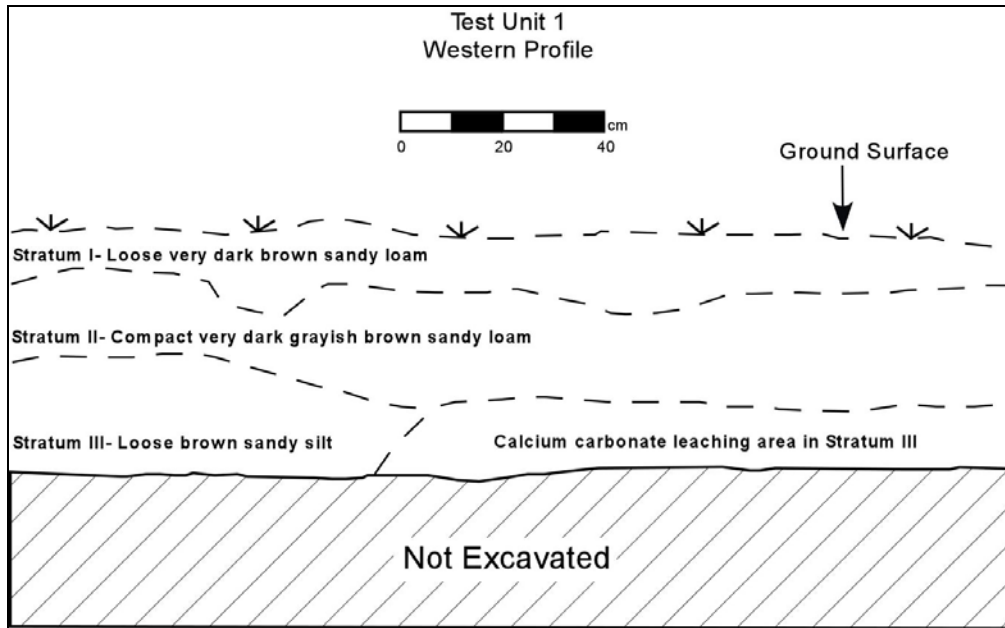 Test Unit 1
Western Profile
cm
0 20 40
Ground Surface
Stratum I- Loose very dark brown sandy loam
Stratum II- Compact very dark grayish brown sandy loam
Stratum III- Loose brown sandy silt
Calcium carbonate leaching area in Stratum III
Not Excavated